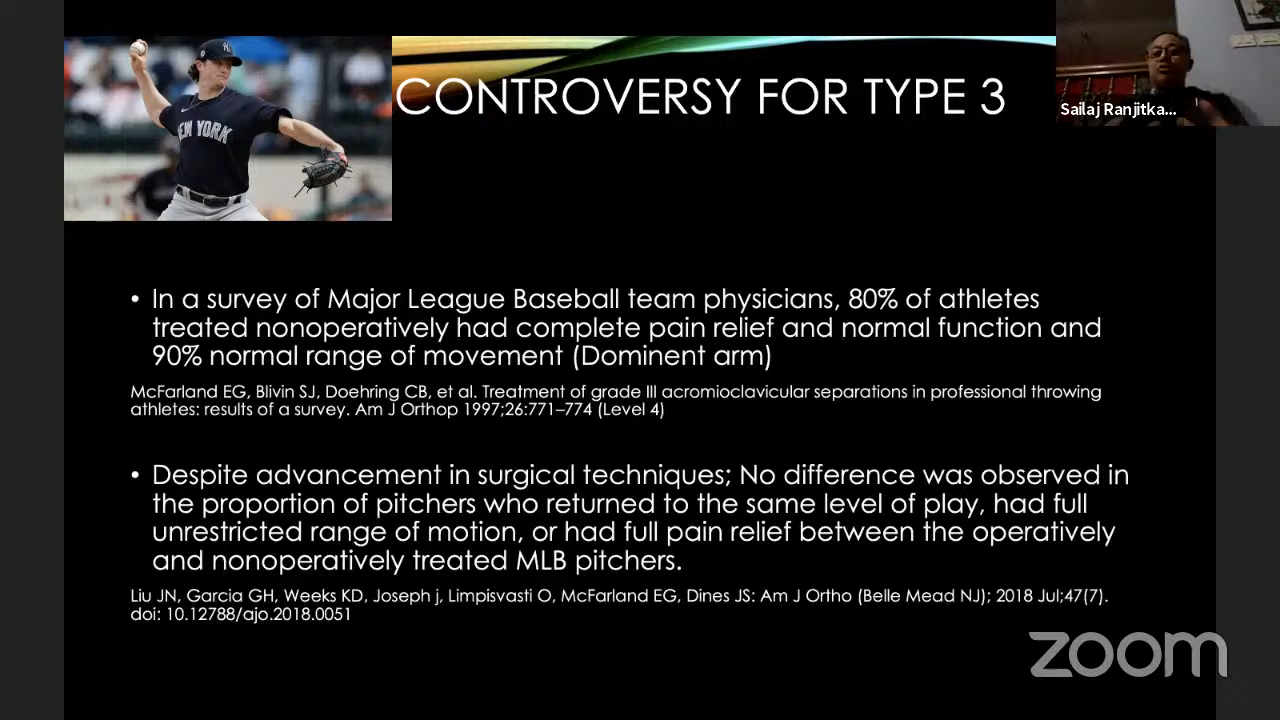 CONTROVERSY FOR TYPE 3
NEW YORK
Sailaj Ranjitka...
• In a survey of Major League Baseball team physicians, 80% of athletes
treated nonoperatively had complete pain relief and normal function and
90% normal range of movement (Dominent arm)
McFarland EG, Blivin SJ, Doehring CB, et al. Treatment of grade III acromioclavicular separations in professional throwing
athletes: results of a survey. Am J Orthop 1997;26:771–774 (Level 4)
• Despite advancement in surgical techniques; No difference was observed in
the proportion of pitchers who returned to the same level of play, had full
unrestricted range of motion, or had full pain relief between the operatively
and nonoperatively treated MLB pitchers.
Liu JN, Garcia GH, Weeks KD, Joseph j, Limpisvasti O, McFarland EG, Dines JS: Am J Ortho (Belle Mead NJ); 2018 Jul;47(7).
doi: 10.12788/ajo.2018.0051
zoom